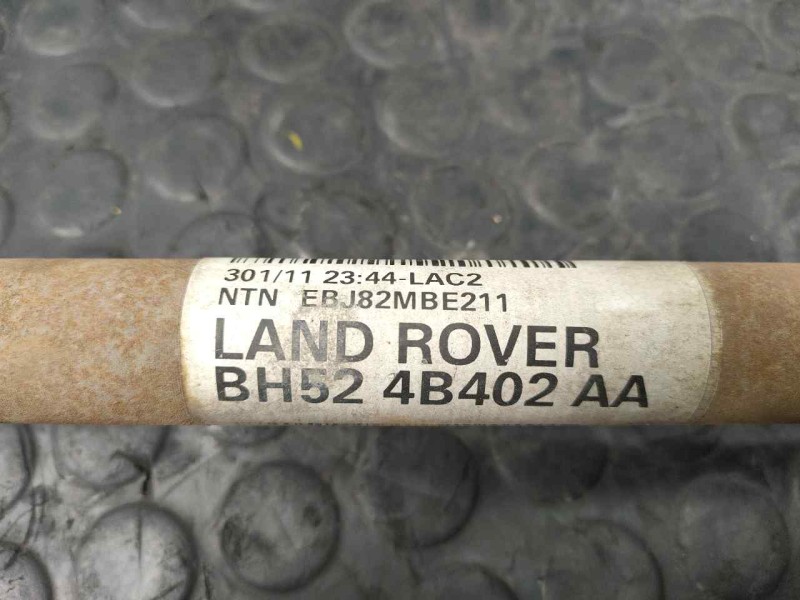 301/11 23:44-LAC2
NTN EBJ82MBE211
LAND ROVER
BH52 4B402 AA